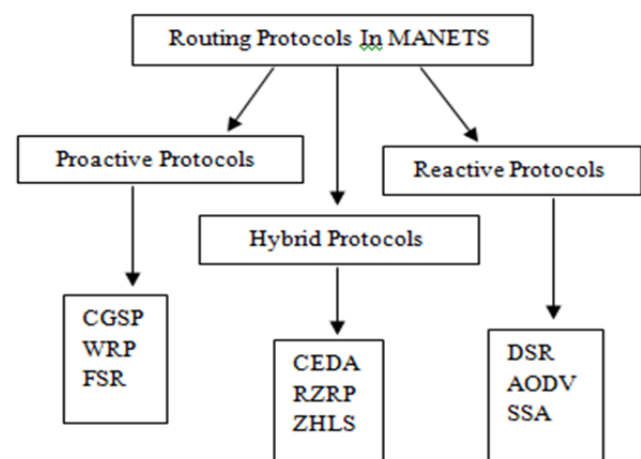 Routing Protocols In MANETS
Proactive Protocols
Reactive Protocols
Hybrid Protocols
CGSP
WRP
FSR
CEDA
RZRP
ZHLS
DSR
AODV
SSA